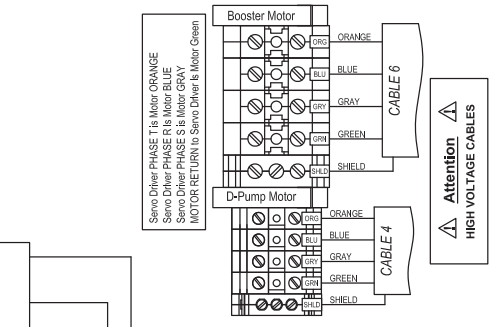 Booster Motor
ORG ORANGE
BLU BLUE
GRY GRAY
GRN GREEN
SHLD SHIELD
CABLE 6
Servo Driver PHASE T is Motor ORANGE
Servo Driver PHASE R is Motor BLUE
Servo Driver PHASE S is Motor GRAY
MOTOR RETURN to Servo Driver is Motor Green
D-Pump Motor
ORG ORANGE
BLU BLUE
GRY GRAY
GRN GREEN
SHLD SHIELD
CABLE 4
Attention
HIGH VOLTAGE CABLES